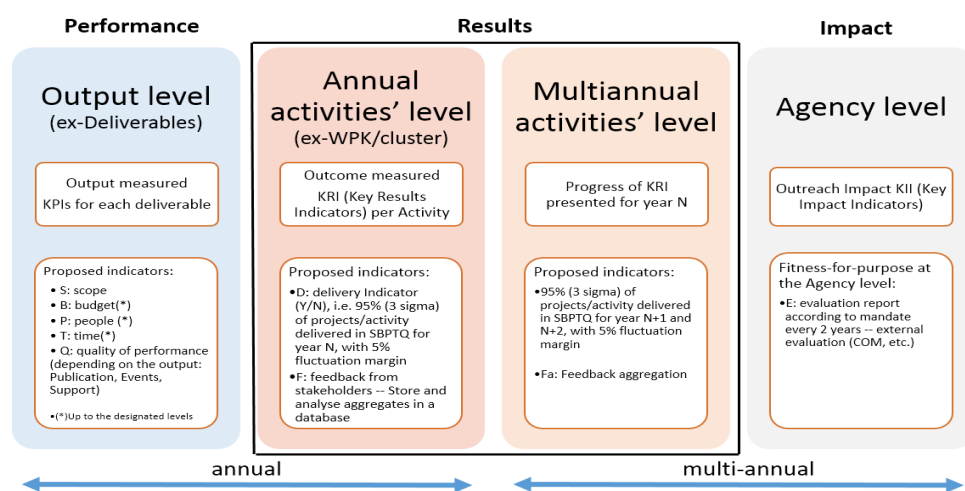 Performance
Results
Impact
Output level
(ex-Deliverables)
Output measured
KPIs for each deliverable
Proposed indicators:
• S: scope
• B: budget(*)
• P: people (*)
• T: time(*)
• Q: quality of performance
(depending on the output:
Publication, Events,
Support)
•(*)Up to the designated levels
Annual
activities’ level
(ex-WPK/cluster)
Outcome measured
KRI (Key Results
Indicators) per Activity
Proposed indicators:
•D: delivery Indicator
(Y/N), i.e. 95% (3 sigma)
of projects/activity
delivered in SBPTQ for
year N, with 5%
fluctuation margin
•F: feedback from
stakeholders -- Store and
analyse aggregates in a
database
Multiannual
activities’ level
Progress of KRI
presented for year N
Proposed indicators:
•95% (3 sigma) of
projects/activity delivered
in SBPTQ for year N+1 and
N+2, with 5% fluctuation
margin
•Fa: Feedback aggregation
Agency level
Outreach Impact KII (Key
Impact Indicators)
Fitness-for-purpose at
the Agency level:
•E: evaluation report
according to mandate
every 2 years -- external
evaluation (COM, etc.)
annual
multi-annual